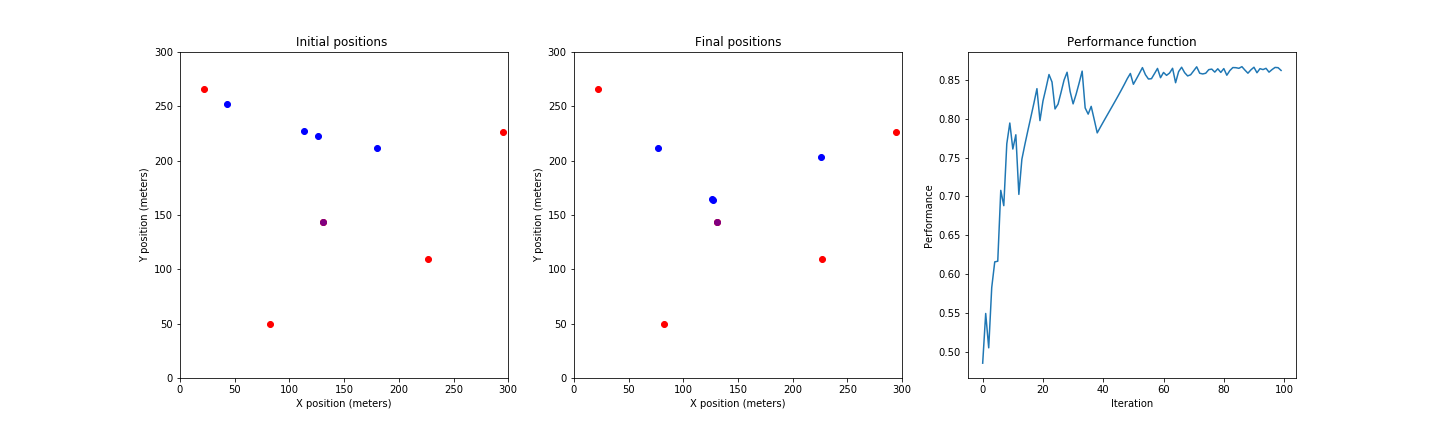 Initial positions
Y position (meters)
300
250
200
150
100
50
0
0 50 100 150 200 250 300
X position (meters)
Final positions
Y position (meters)
300
250
200
150
100
50
0
0 50 100 150 200 250 300
X position (meters)
Performance function
Performance
0.85
0.80
0.75
0.70
0.65
0.60
0.55
0.50
0 20 40 60 80 100
Iteration